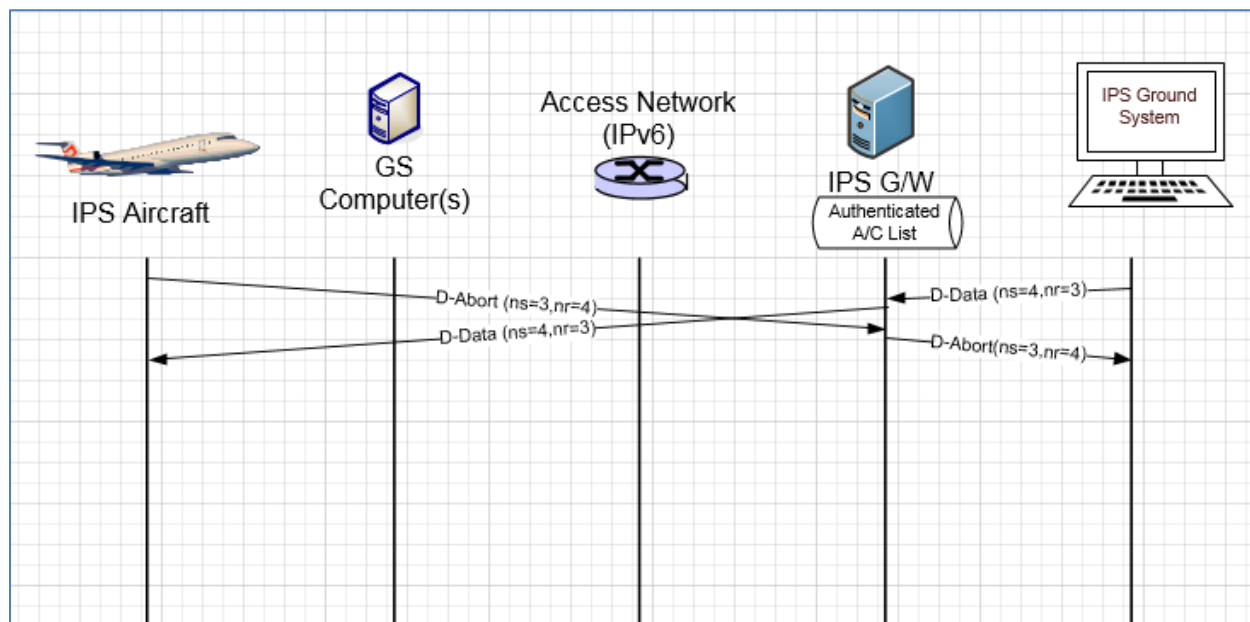 IPS Aircraft
GS
Computer(s)
Access Network
(IPv6)
IPS G/W
Authenticated
A/C List
IPS Ground
System
D-Abort (ns=3,nr=4)
D-Data (ns=4,nr=3)
D-Data (ns=4,nr=3)
D-Abort(ns=3,nr=4)